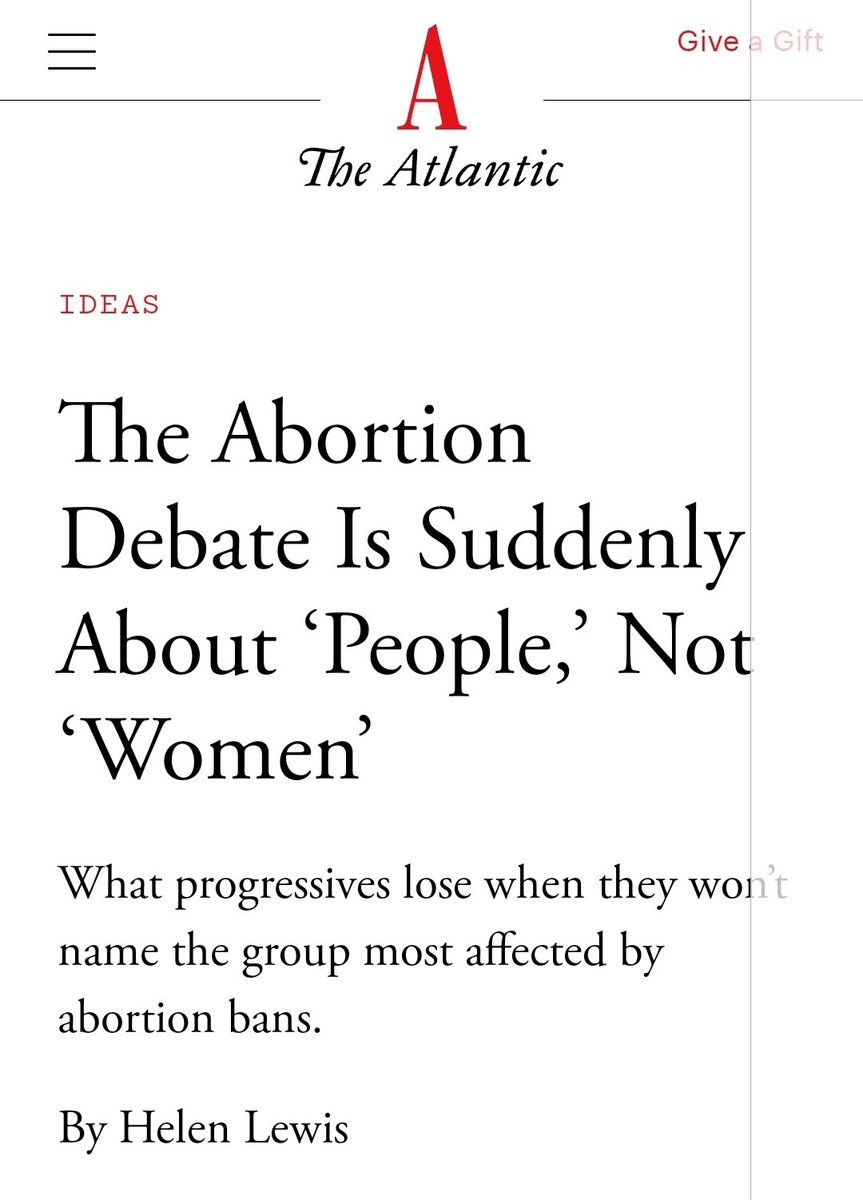 Give a Gift
A
The Atlantic
IDEAS
The Abortion
Debate Is Suddenly
About ‘People,’ Not
‘Women’
What progressives lose when they won’t
name the group most affected by
abortion bans.
By Helen Lewis